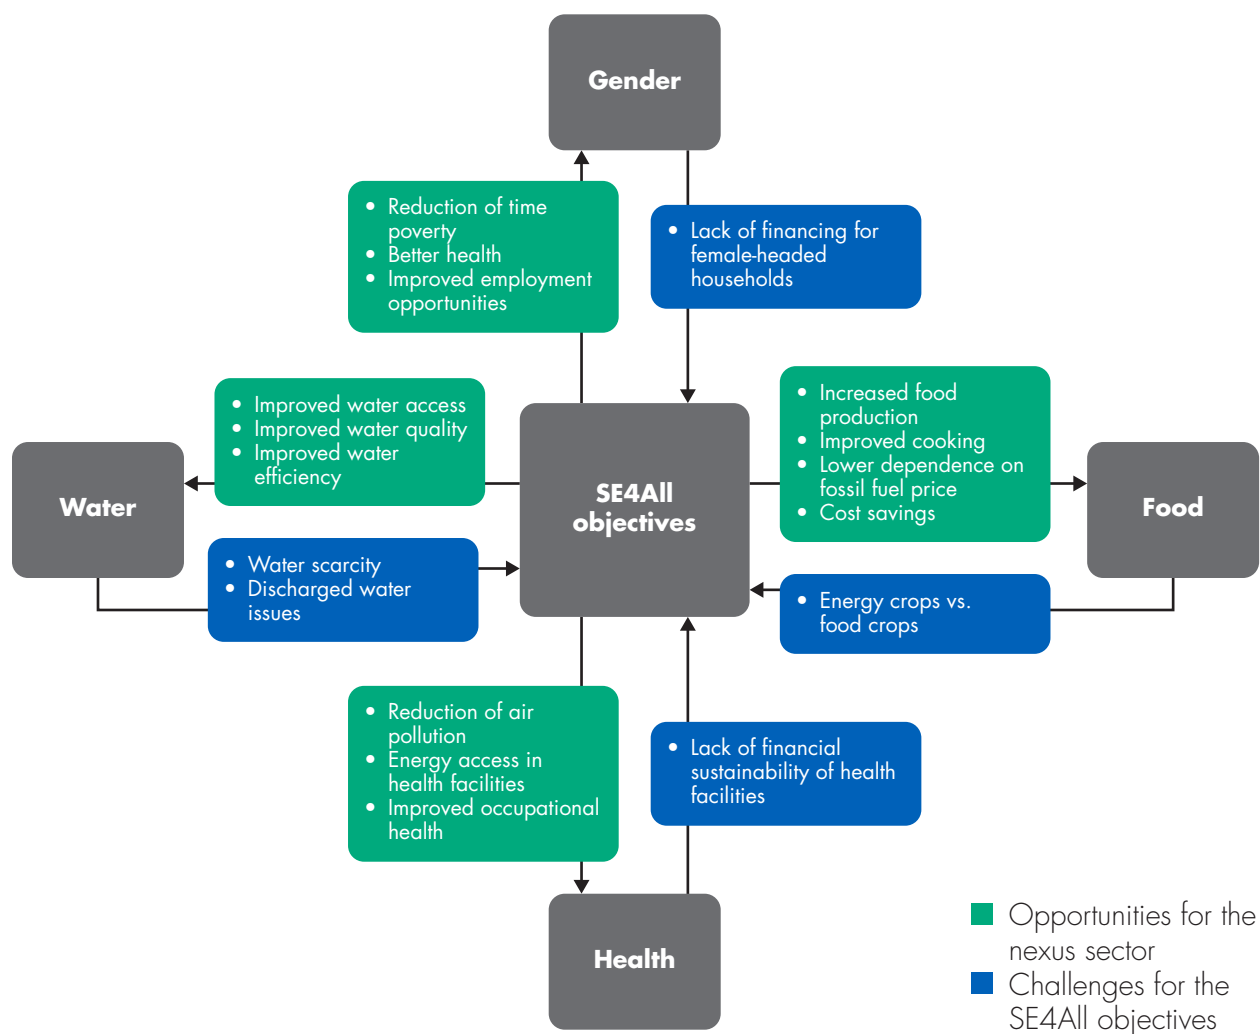 Gender
• Reduction of time
poverty
• Better health
• Improved employment
opportunities
• Lack of financing for
female-headed
households
• Improved water access
• Improved water quality
• Improved water
efficiency
• Increased food
production
• Improved cooking
• Lower dependence on
fossil fuel price
• Cost savings
Water
SE4All
objectives
Food
• Water scarcity
• Discharged water
issues
• Energy crops vs.
food crops
• Reduction of air
pollution
• Energy access in
health facilities
• Improved occupational
health
• Lack of financial
sustainability of health
facilities
Health
Opportunities for the
nexus sector
Challenges for the
SE4All objectives